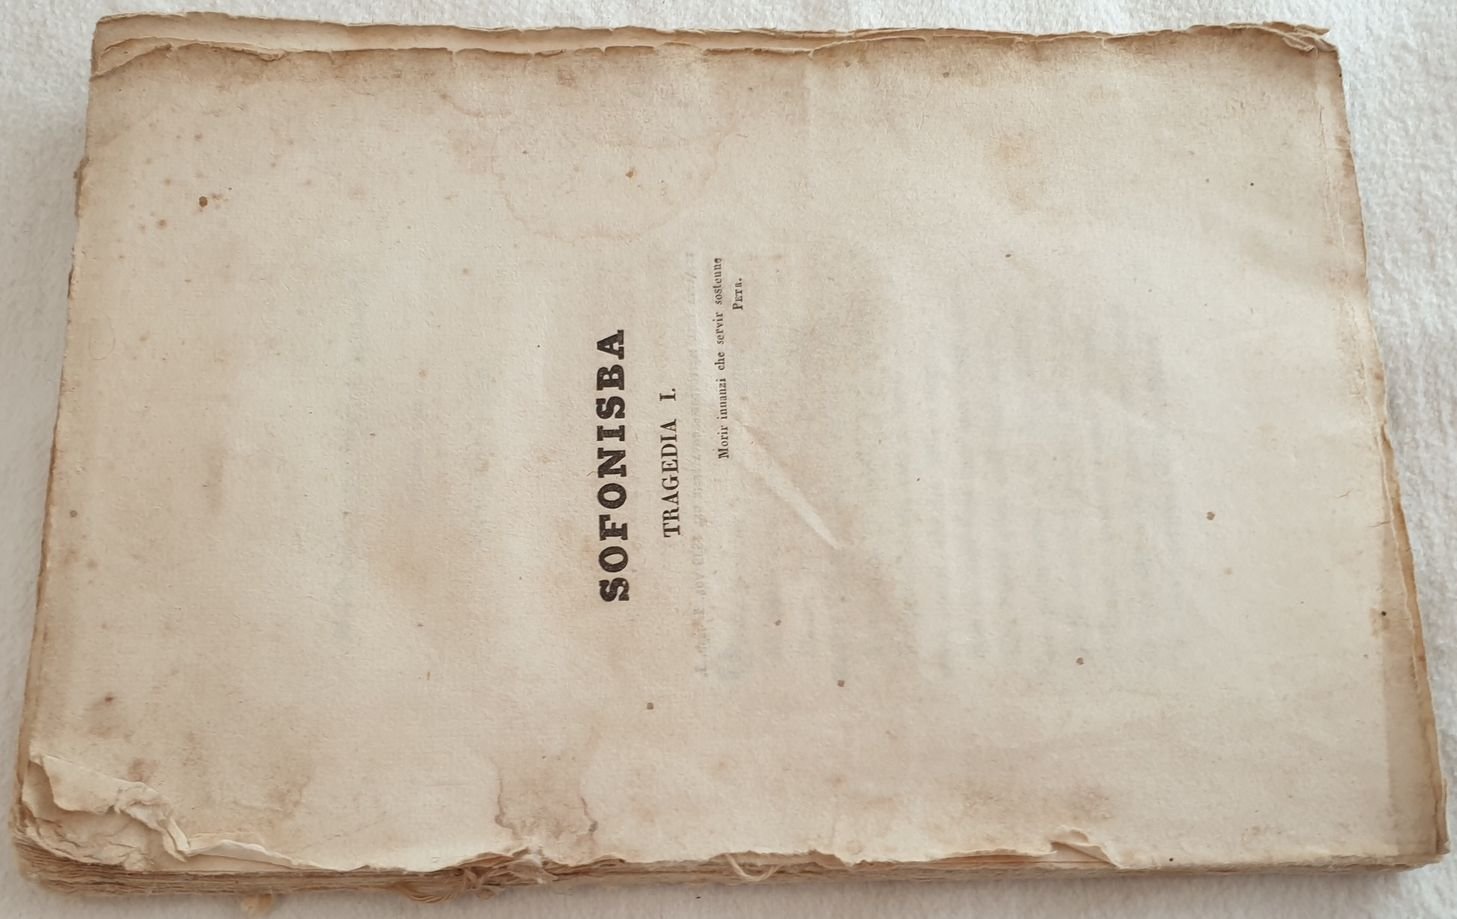 SOFONISBA
TRAGEDIA I.
Morir innanzi che servir sostenne
PETR.